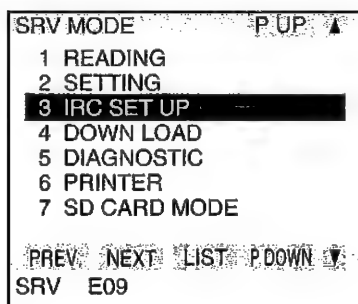 SRV MODE P UP ▲
1 READING
2 SETTING
3 IRC SET UP
4 DOWN LOAD
5 DIAGNOSTIC
6 PRINTER
7 SD CARD MODE
PREV. NEXT LIST P DOWN ▼
SRV E09